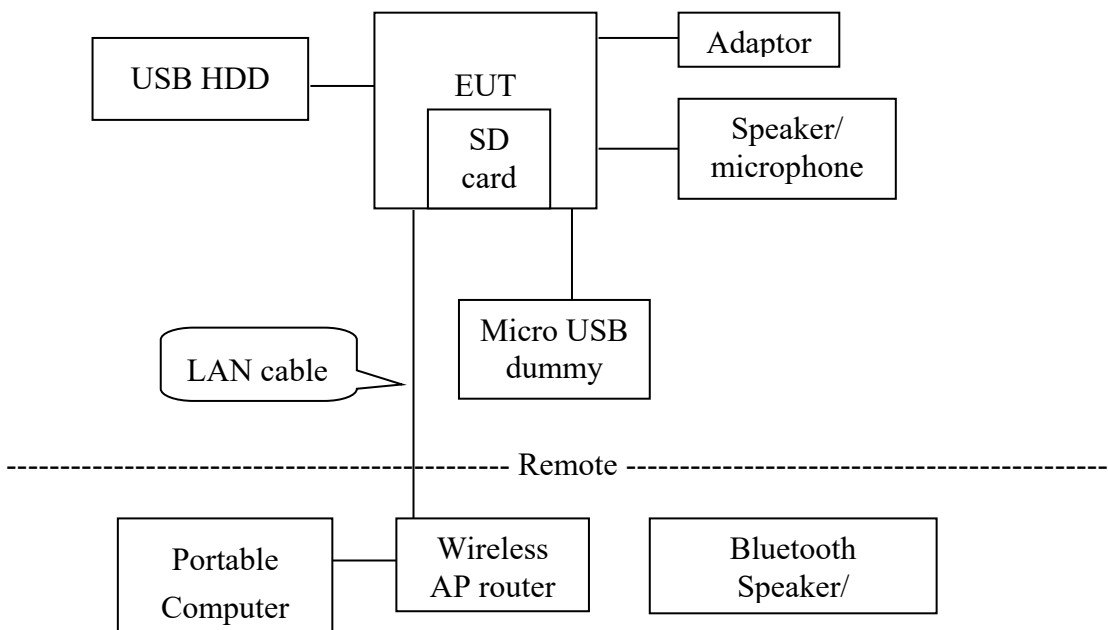 Adaptor
USB HDD
EUT
Speaker/
microphone
SD
card
Micro USB
dummy
LAN cable
Remote
Portable
Computer
Wireless
AP router
Bluetooth
Speaker/